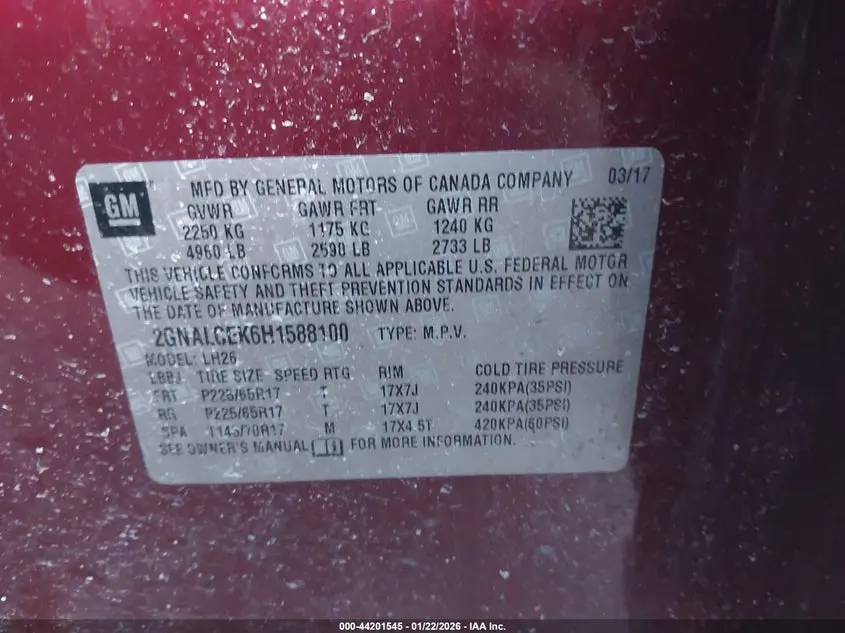 GM
MFD BY GENERAL MOTORS OF CANADA COMPANY 03/17
GVWR GAWR FRT GAWR RR
2250 KG 1175 KG 1240 KG
4960 LB 2590 LB 2733 LB
THIS VEHICLE CONFORMS TO ALL APPLICABLE U.S. FEDERAL MOTOR
VEHICLE SAFETY AND THEFT PREVENTION STANDARDS IN EFFECT ON
THE DATE OF MANUFACTURE SHOWN ABOVE.
2GNALCEK6H1588100 TYPE: M.P.V.
MODEL: LH26
TIRE SIZE SPEED RTG RIM COLD TIRE PRESSURE
FRT P225/65R17 T 17X7J 240KPA(35PSI)
RG P225/65R17 T 17X7J 240KPA(35PSI)
SPA T145/70R17 M 17X4.5T 420KPA(60PSI)
SEE OWNER'S MANUAL FOR MORE INFORMATION.
000-44201545 - 01/22/2026 - IAA Inc.